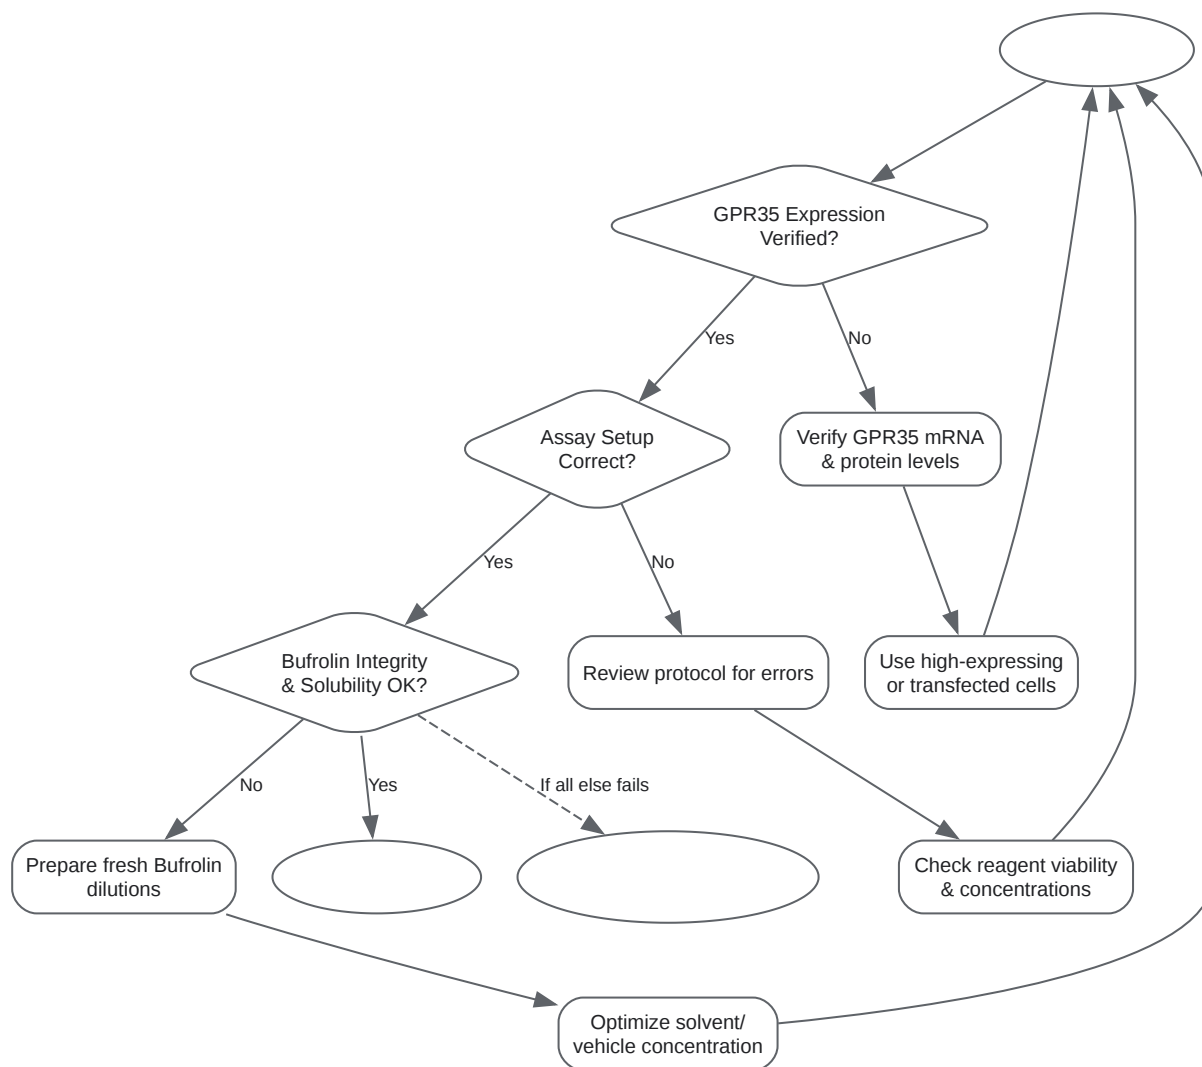 GPR35 Expression
Verified?
Yes
No
Assay Setup
Correct?
Verify GPR35 mRNA
& protein levels
Yes
No
Bufrolin Integrity
& Solubility OK?
Review protocol for errors
Use high-expressing
or transfected cells
No
Yes
If all else fails
Prepare fresh Bufrolin
dilutions
Check reagent viability
& concentrations
Optimize solvent/
vehicle concentration